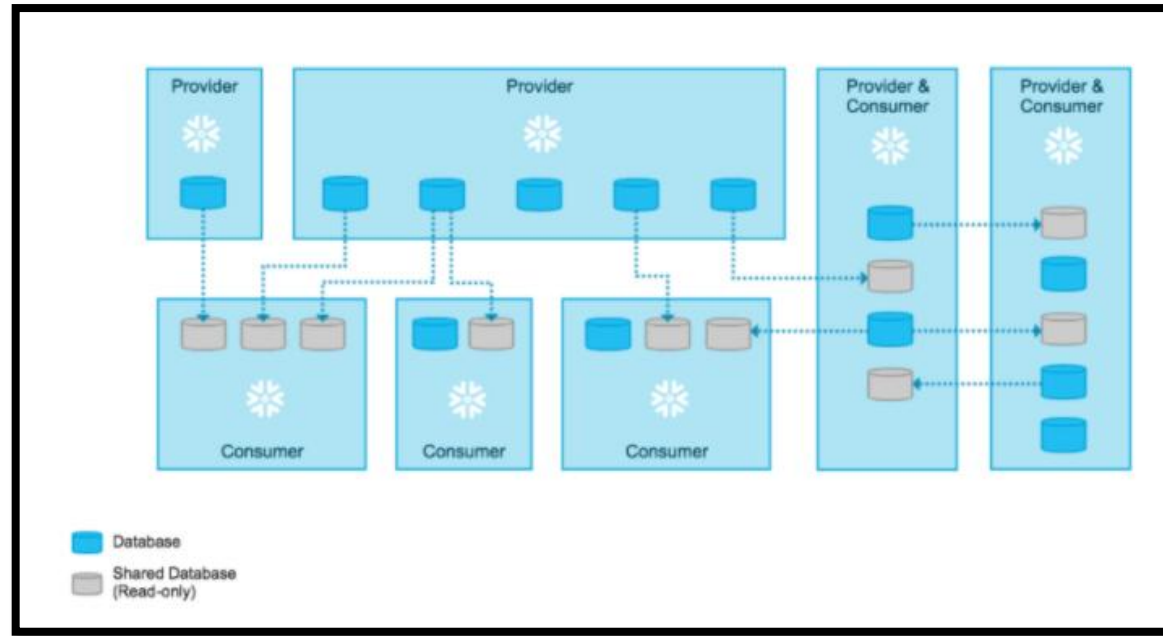 Provider
Provider
Provider &
Consumer
Provider &
Consumer
Consumer
Consumer
Consumer
Database
Shared Database
(Read-only)